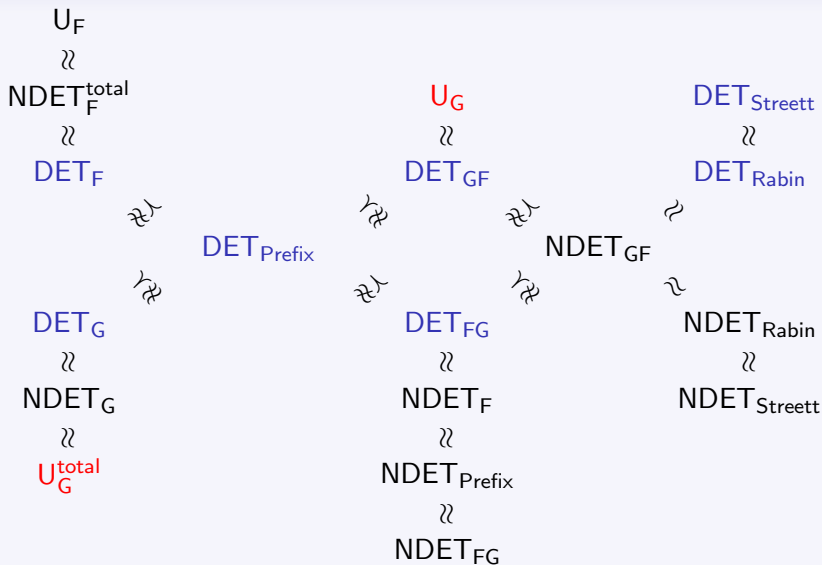 U_F
≈
NDET_F^total
U_G
DET_Streett
≈ ≈ ≈
DET_F
DET_GF
DET_Rabin
⋨ ⋨ ⋨ ≈
DET_Prefix
NDET_GF
⋨ ⋨ ⋨ ≈
DET_G
DET_FG
NDET_Rabin
≈ ≈ ≈
NDET_G
NDET_F
NDET_Streett
≈ ≈
U_G^total
NDET_Prefix
≈
NDET_FG